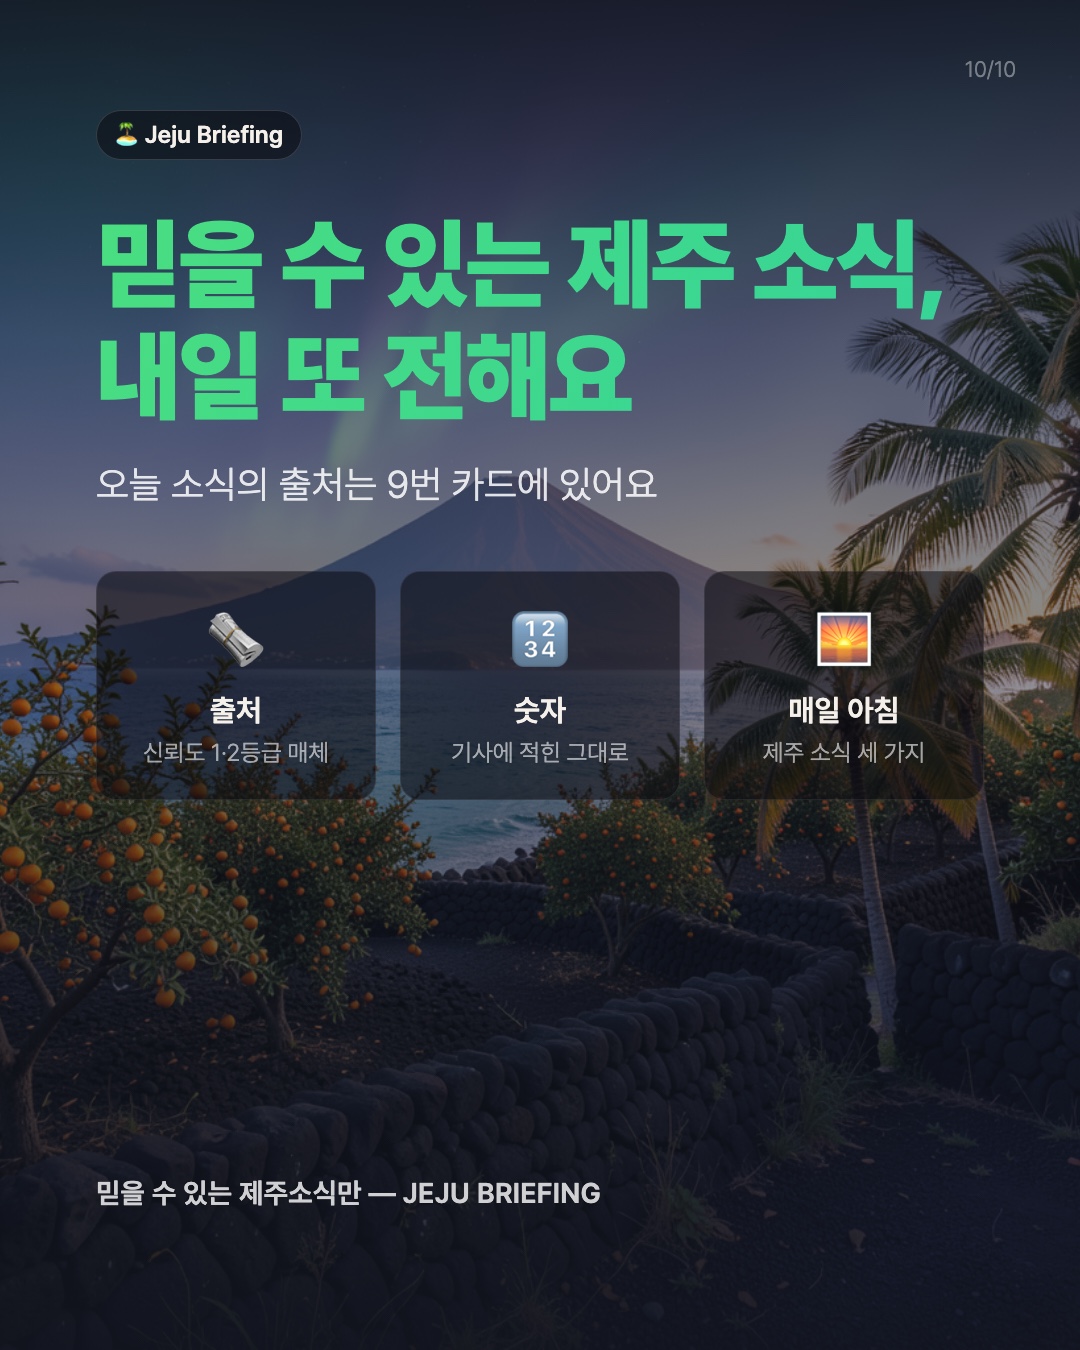 10/10
Jeju Briefing
믿을 수 있는 제주 소식,
내일 또 전해요
오늘 소식의 출처는 9번 카드에 있어요
1 2
3 4
출처
신뢰도 1·2등급 매체
숫자
기사에 적힌 그대로
매일 아침
제주 소식 세 가지
믿을 수 있는 제주소식만 — JEJU BRIEFING